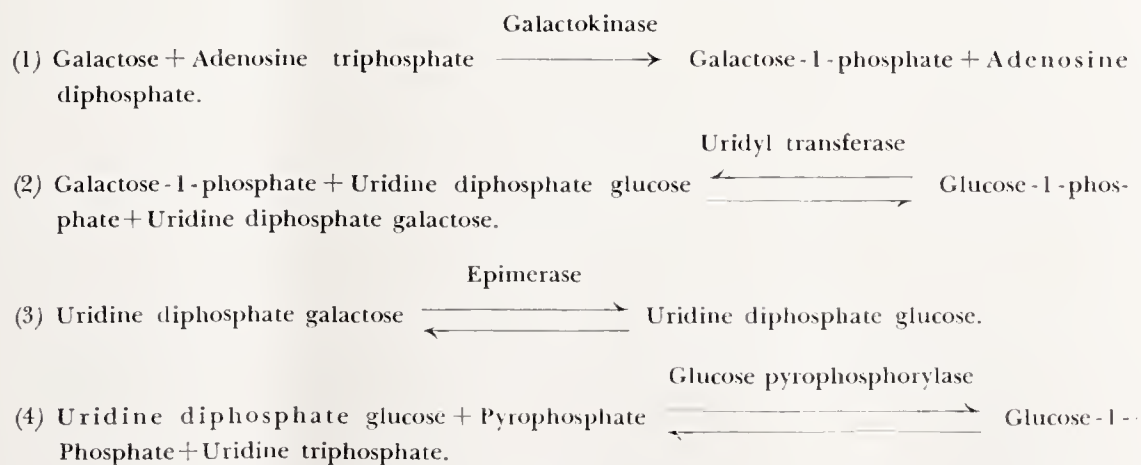 Galactokinase
(1) Galactose + Adenosine triphosphate ⟶ Galactose-1-phosphate + Adenosine
diphosphate.
Uridyl transferase
(2) Galactose-1-phosphate + Uridine diphosphate glucose ⇌ Glucose-1-phos-
phate + Uridine diphosphate galactose.
Epimerase
(3) Uridine diphosphate galactose ⇌ Uridine diphosphate glucose.
Glucose pyrophosphorylase
(4) Uridine diphosphate glucose + Pyrophosphate ⇌ Glucose-1-
Phosphate + Uridine triphosphate.